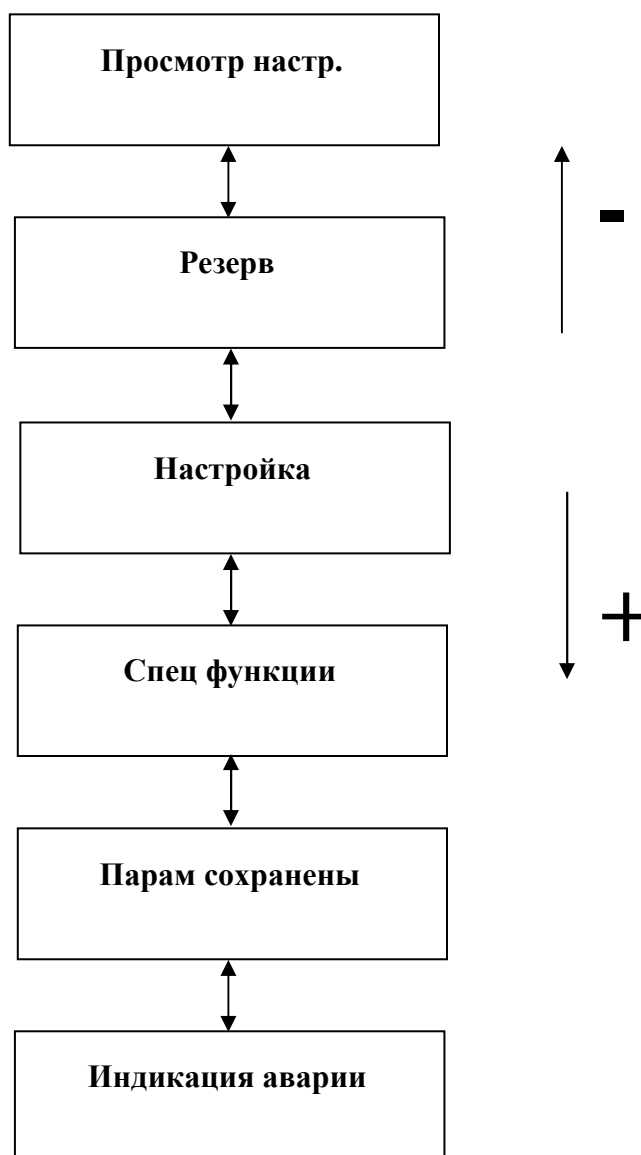 Просмотр настр.
-
Резерв
Настройка
+
Спец функции
Парам сохранены
Индикация аварии